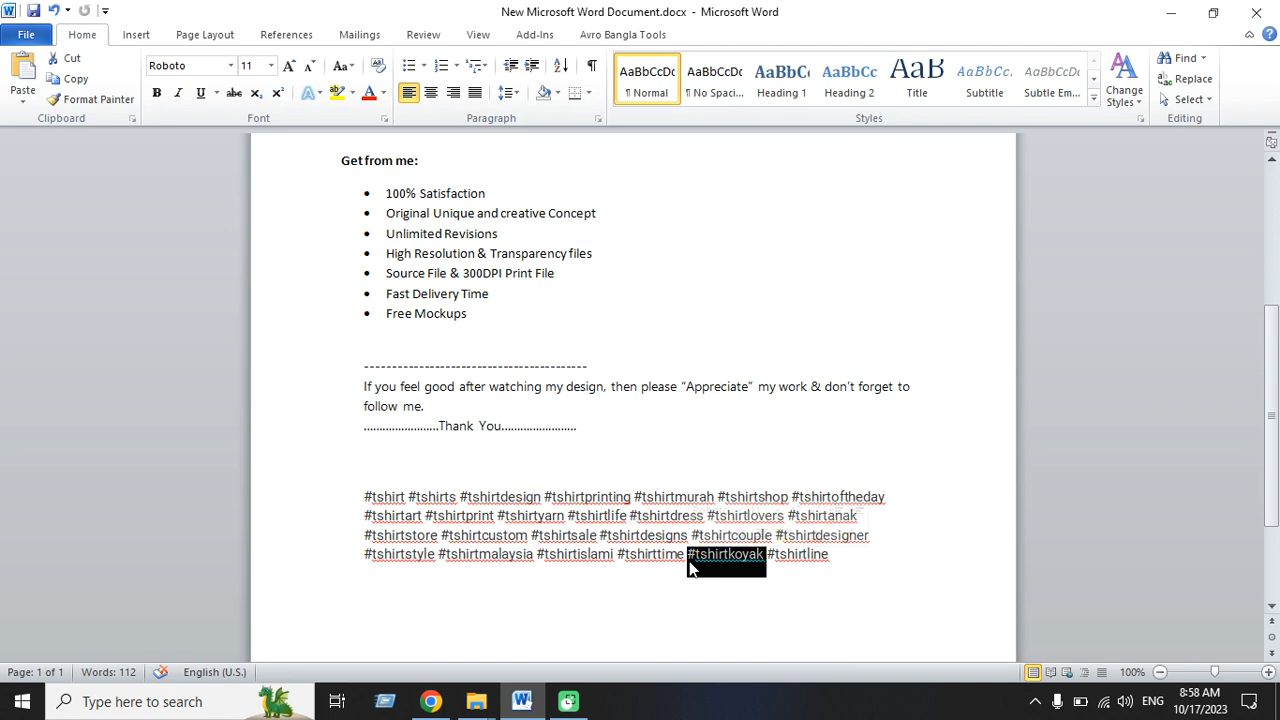 New Microsoft Word Document.docx - Microsoft Word
File Home Insert Page Layout References Mailings Review View Add-Ins Avro Bangla Tools
Paste
Cut
Copy
Format Painter
Clipboard
Roboto 11
Font
Paragraph
AaBbCcDc AaBbCcDc AaBbC AaBbCc AaB AaBbCcL AaBbCcDı
¶ Normal ¶ No Spaci... Heading 1 Heading 2 Title Subtitle Subtle Em...
Change Styles
Styles
Find
Replace
Select
Editing
Get from me:
• 100% Satisfaction
• Original Unique and creative Concept
• Unlimited Revisions
• High Resolution & Transparency files
• Source File & 300DPI Print File
• Fast Delivery Time
• Free Mockups
-----------------------------------------
If you feel good after watching my design, then please “Appreciate” my work & don’t forget to
follow me.
........................Thank You........................
#tshirt #tshirts #tshirtdesign #tshirtprinting #tshirtmurah #tshirtshop #tshirtoftheday
#tshirtart #tshirtprint #tshirtyarn #tshirtlife #tshirtdress #tshirtlovers #tshirtanak
#tshirtstore #tshirtcustom #tshirtsale #tshirtdesigns #tshirtcouple #tshirtdesigner
#tshirtstyle #tshirtmalaysia #tshirtislami #tshirttime #tshirtkoyak #tshirtline
Page: 1 of 1 Words: 112 English (U.S.) 100%
Type here to search
ENG
8:58 AM
10/17/2023